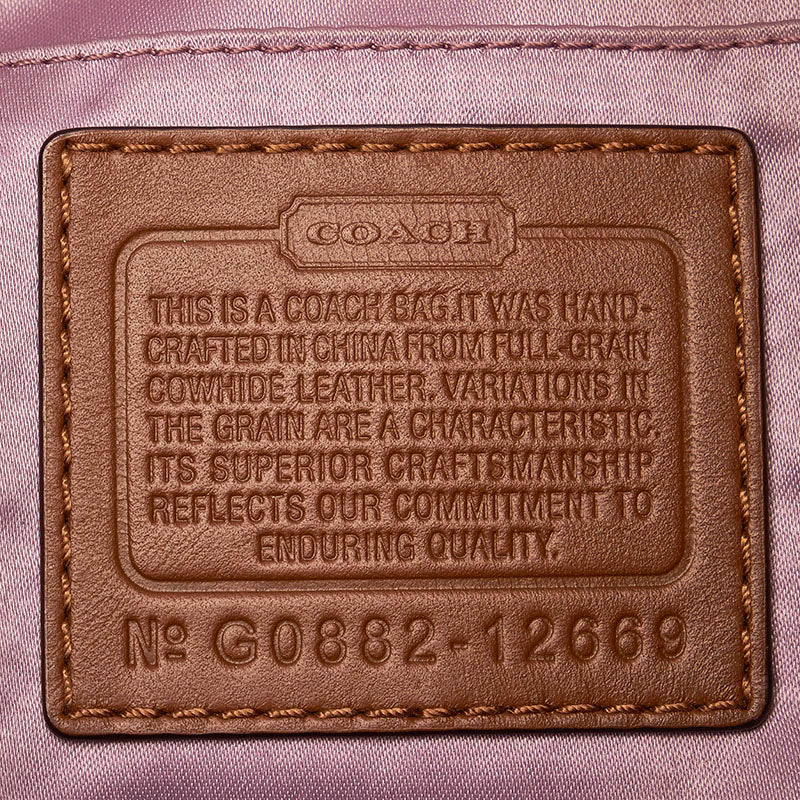 COACH
THIS IS A COACH BAG.IT WAS HAND-
CRAFTED IN CHINA FROM FULL-GRAIN
COWHIDE LEATHER. VARIATIONS IN
THE GRAIN ARE A CHARACTERISTIC.
ITS SUPERIOR CRAFTSMANSHIP
REFLECTS OUR COMMITMENT TO
ENDURING QUALITY.
Nº G0882-12669